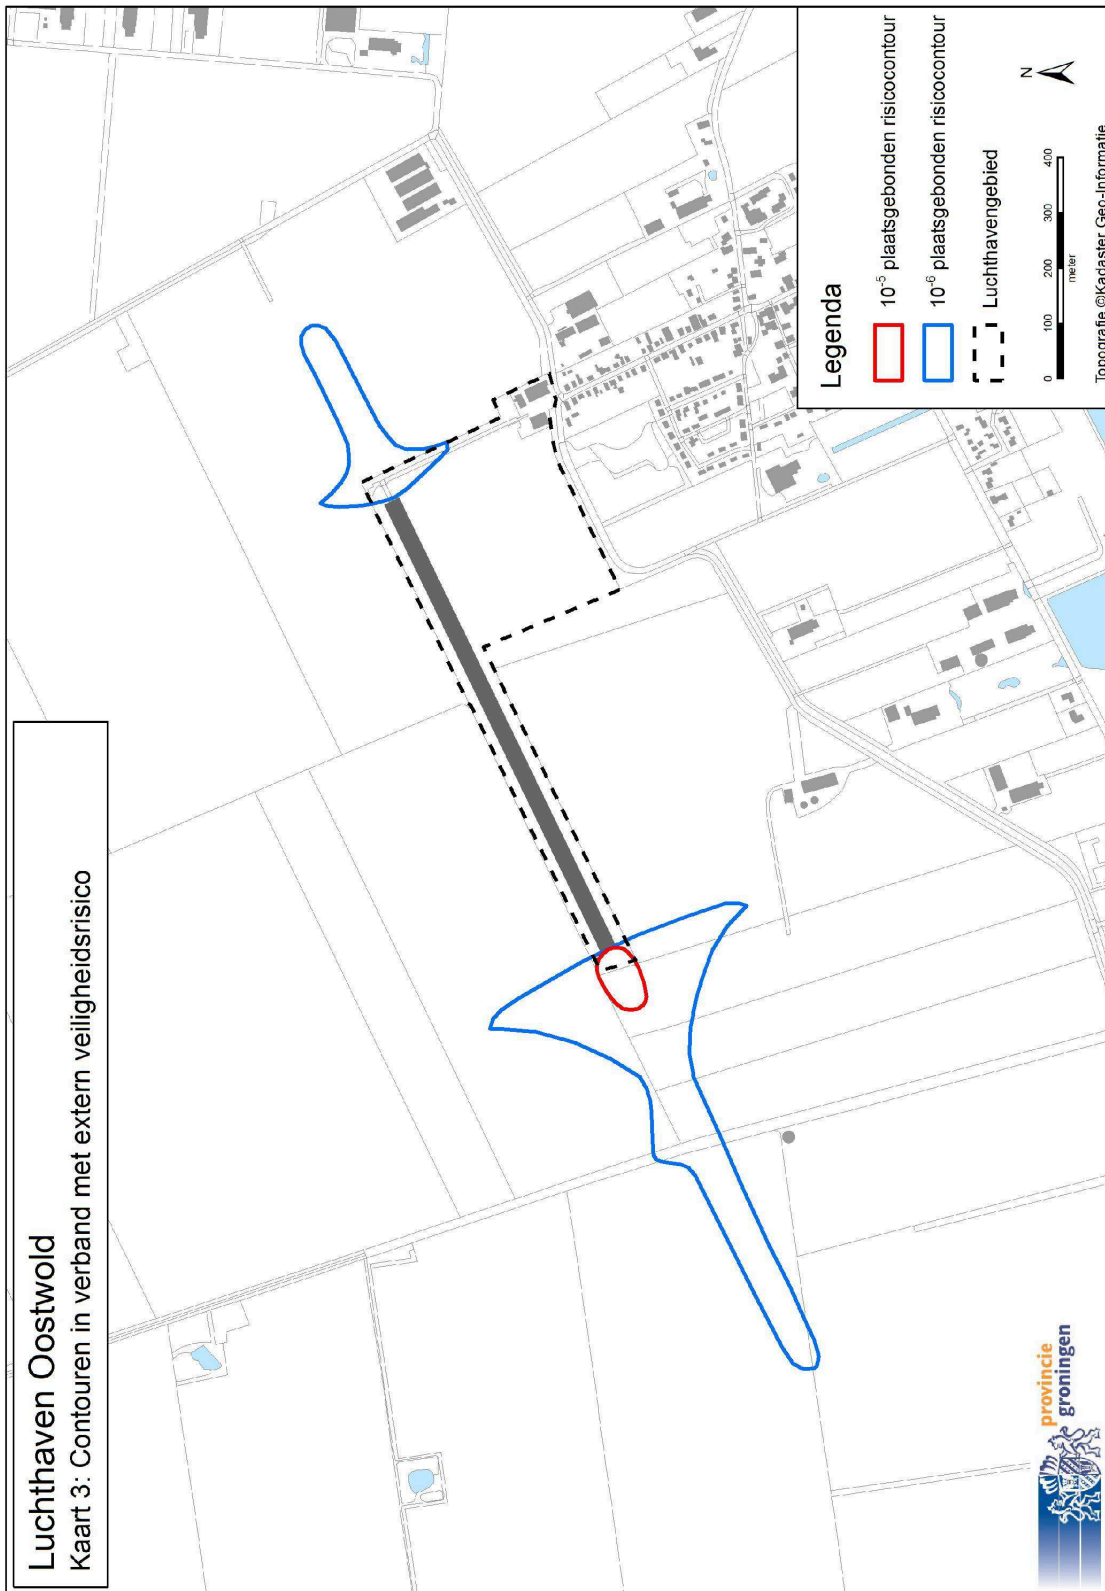 Luchthaven Oostwold
Kaart 3: Contouren in verband met extern veiligheidsrisico
Legenda
10⁻⁵ plaatsgebonden risicocontour
10⁻⁶ plaatsgebonden risicocontour
Luchthavengebied
N
0 100 200 300 400
meter
Topografie ©Kadaster Geo-Informatie
provincie
groningen